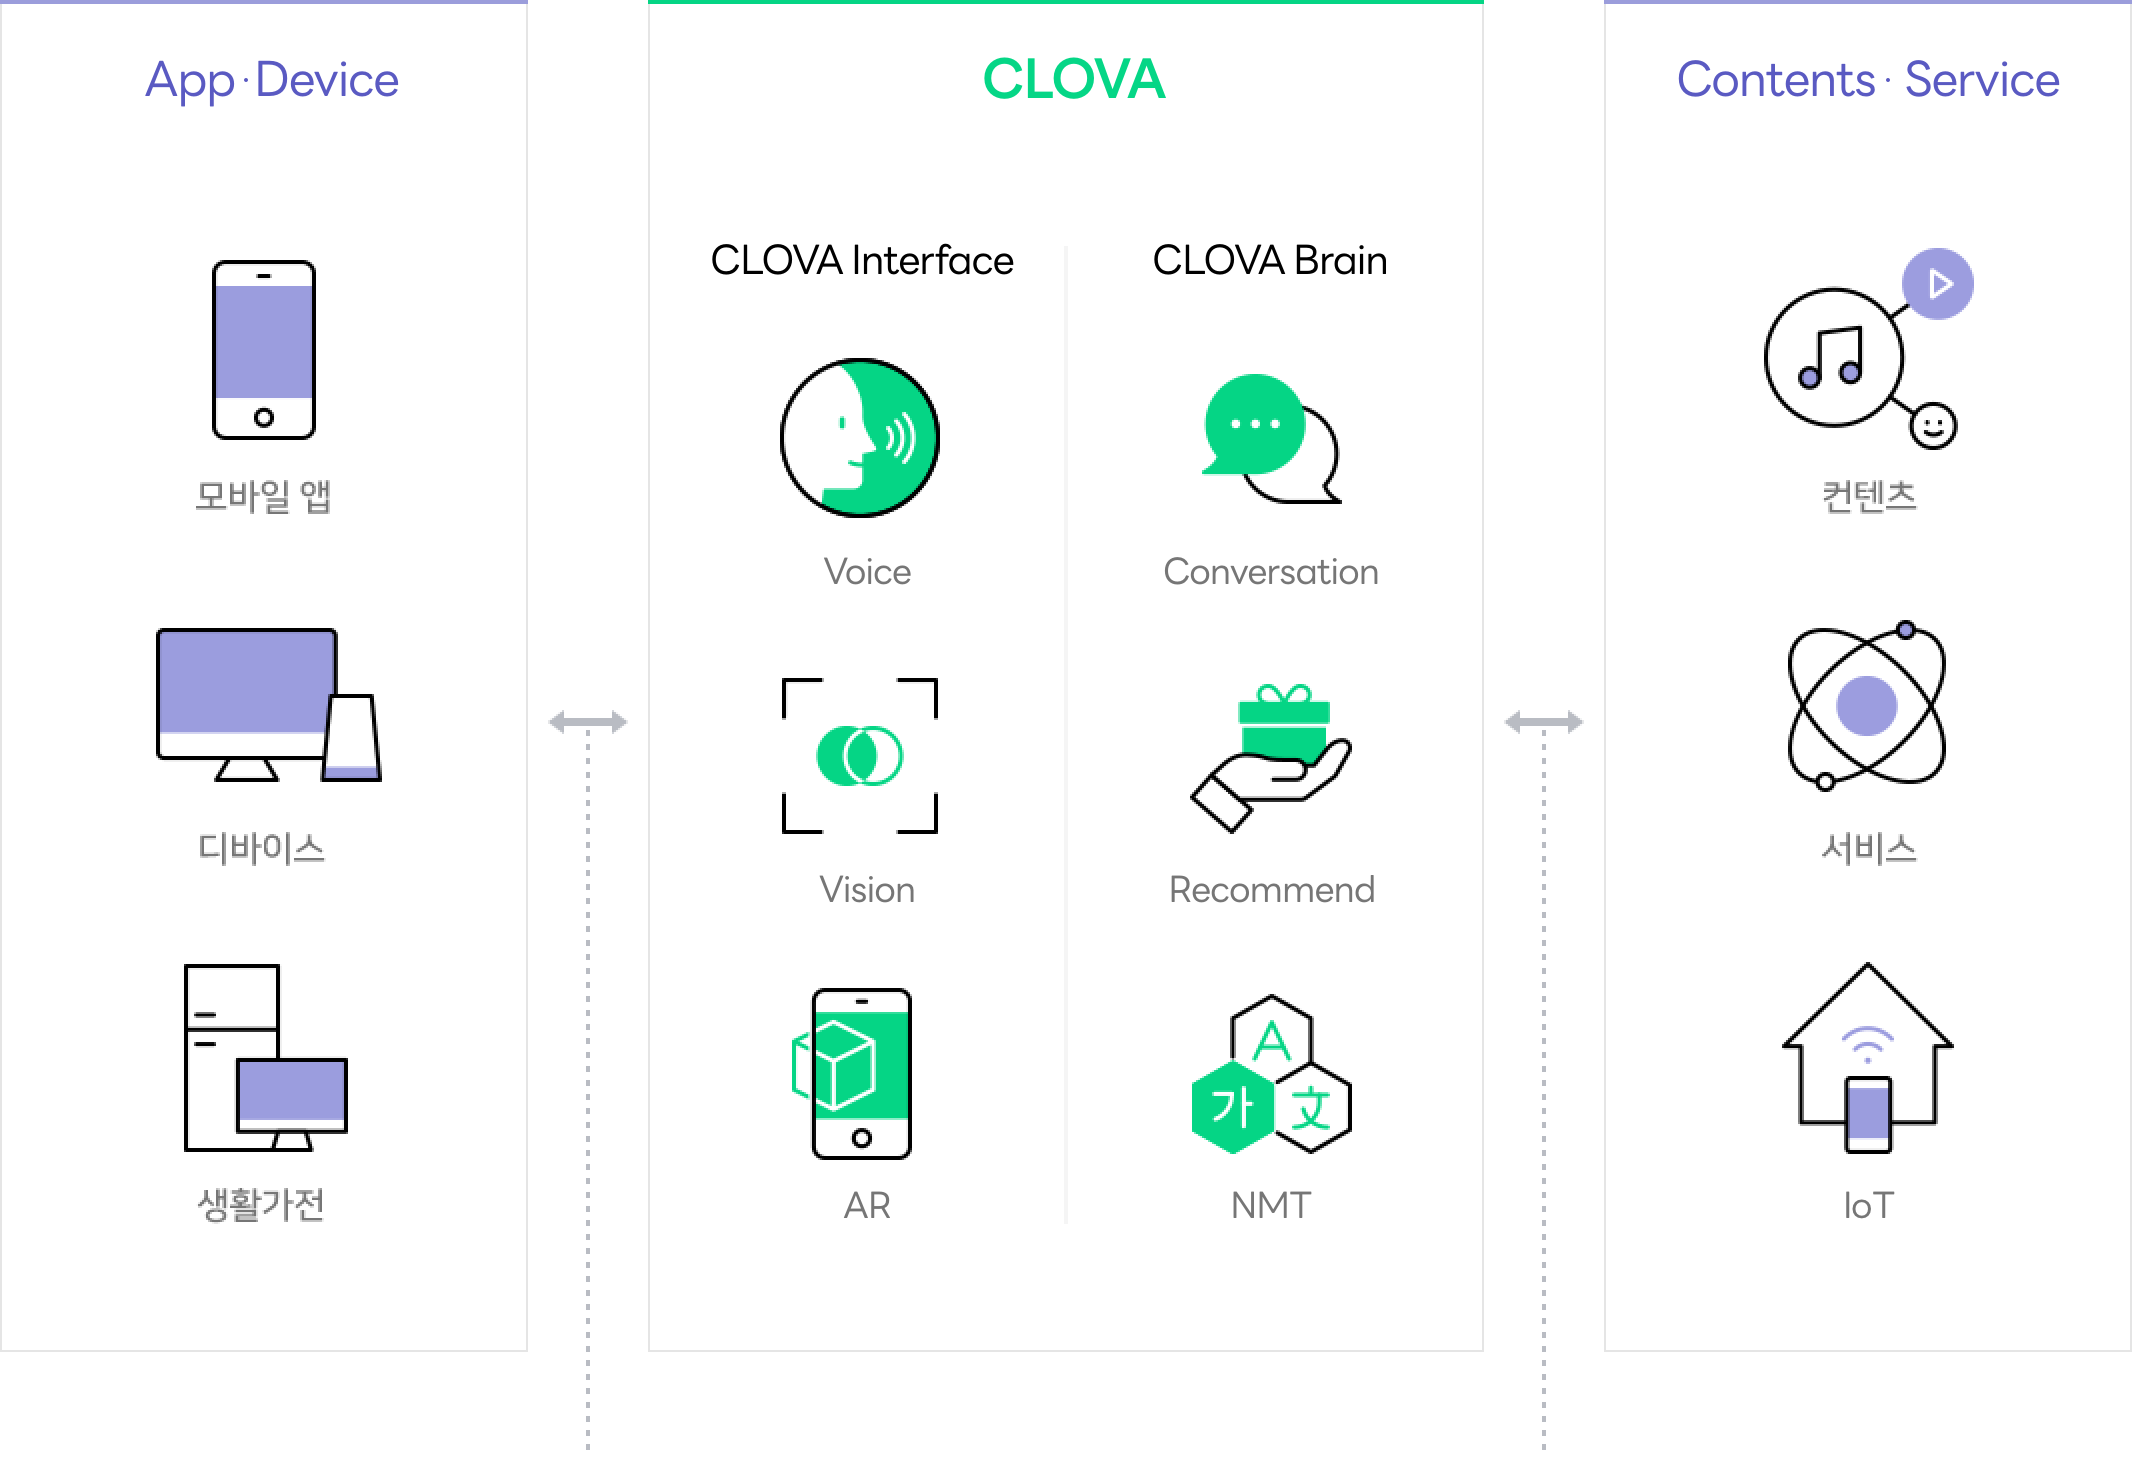 App · Device
모바일 앱
디바이스
생활가전
CLOVA
CLOVA Interface
Voice
Vision
AR
CLOVA Brain
Conversation
Recommend
A
가
文
NMT
Contents · Service
컨텐츠
서비스
IoT